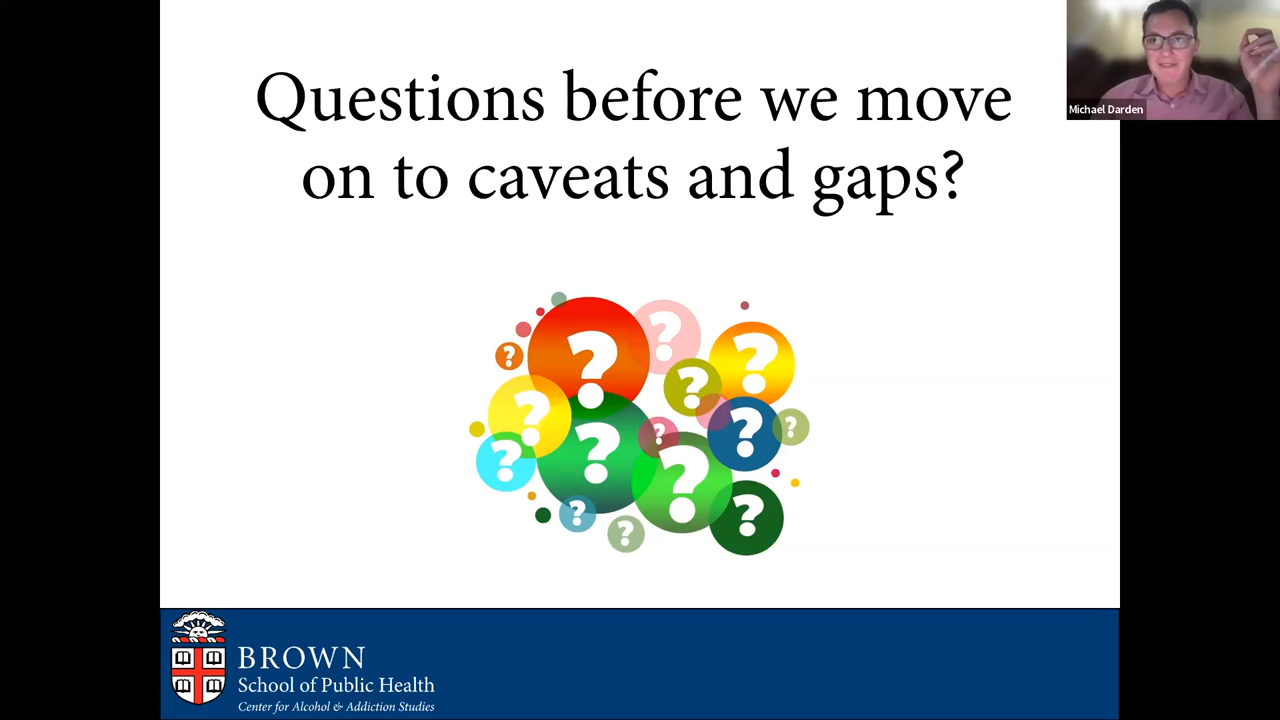 Questions before we move
on to caveats and gaps?
Michael Darden
? ? ? ? ? ? ? ? ? ? ? ? ? ?
BROWN
School of Public Health
Center for Alcohol & Addiction Studies